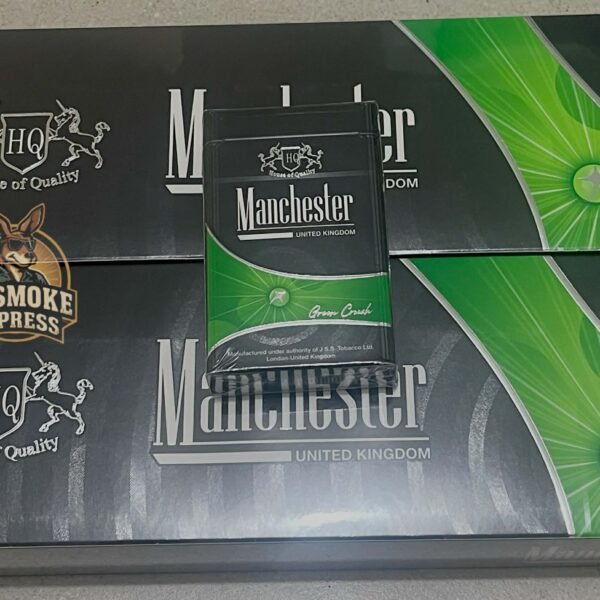 HQ
House of Quality
Manchester
UNITED KINGDOM
HQ
House of Quality
Manchester
UNITED KINGDOM
Green Crush
Manufactured under authority of J.S.S. Tobacco Ltd.
London-United Kingdom
SMOKE
PRESS
HQ
of Quality
Manchester
UNITED KINGDOM